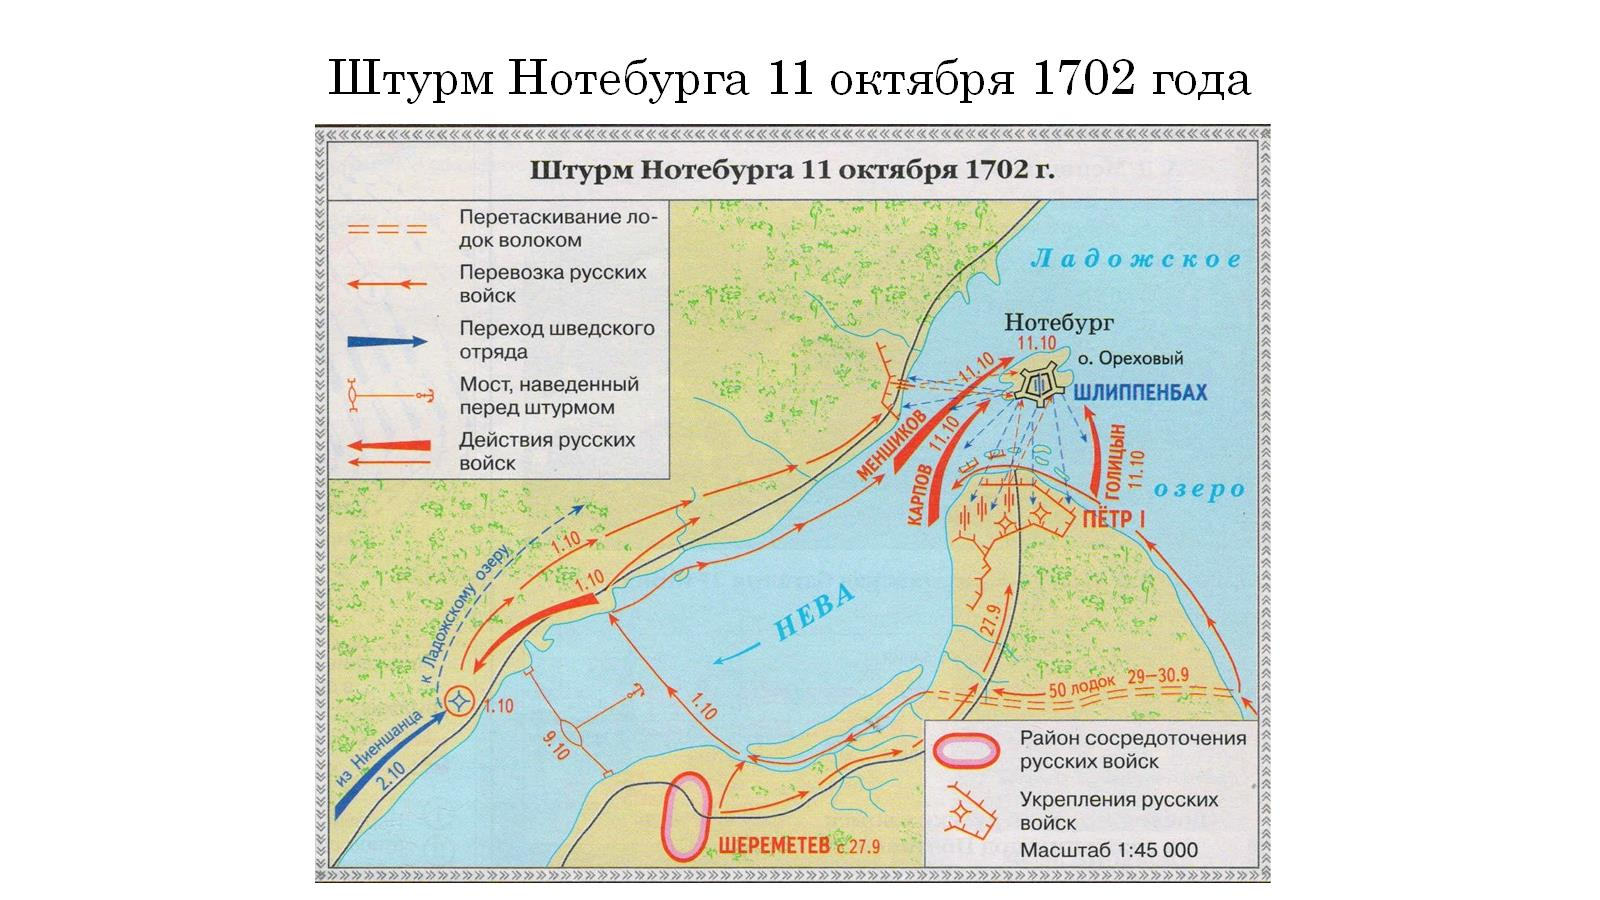 Штурм Нотебурга 11 октября 1702 года
Штурм Нотебурга 11 октября 1702 г.
Перетаскивание ло-
док волоком
Перевозка русских
войск
Переход шведского
отряда
Мост, наведенный
перед штурмом
Действия русских
войск
Ладожское
озеро
Нотебург
11.10
о. Ореховый
ШЛИППЕНБАХ
11.10
МЕНШИКОВ
11.10
КАРПОВ
ГОЛИЦЫН
11.10
ПЁТР I
НЕВА
27.9
50 лодок 29–30.9
1.10
1.10
к Ладожскому озеру
1.10
1.10
из Ниеншанца
2.10
9.10
ШЕРЕМЕТЕВ с 27.9
Район сосредоточения
русских войск
Укрепления русских
войск
Масштаб 1:45 000